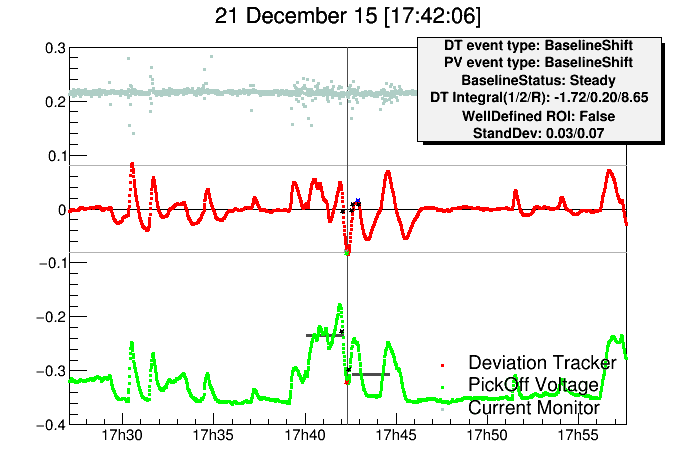 21 December 15 [17:42:06]
DT event type: BaselineShift
PV event type: BaselineShift
BaselineStatus: Steady
DT Integral(1/2/R): -1.72/0.20/8.65
WellDefined ROI: False
StandDev: 0.03/0.07
0.3
0.2
0.1
0
−0.1
−0.2
−0.3
−0.4
Deviation Tracker
PickOff Voltage
Current Monitor
17h30 17h35 17h40 17h45 17h50 17h55